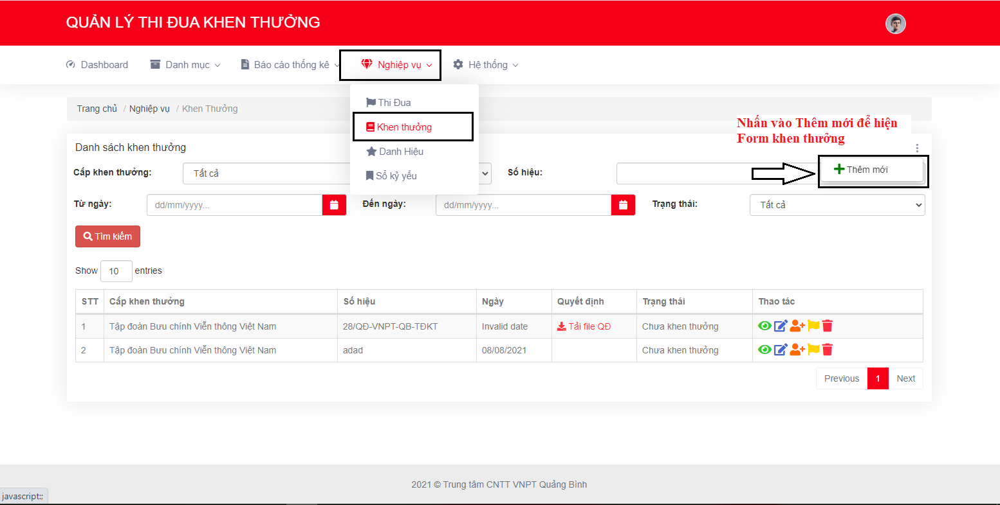 QUẢN LÝ THI ĐUA KHEN THƯỞNG
Dashboard Danh mục Báo cáo thống kê Nghiệp vụ Hệ thống
Thi Đua
Khen thưởng
Danh Hiệu
Sổ kỷ yếu
Trang chủ / Nghiệp vụ / Khen Thưởng
Nhấn vào Thêm mới để hiện
Form khen thưởng
Danh sách khen thưởng
Thêm mới
Cấp khen thưởng: Tất cả Số hiệu:
Từ ngày: dd/mm/yyyy... Đến ngày: dd/mm/yyyy... Trạng thái: Tất cả
Tìm kiếm
Show 10 entries
STT Cấp khen thưởng Số hiệu Ngày Quyết định Trạng thái Thao tác
1 Tập đoàn Bưu chính Viễn thông Việt Nam 28/QĐ-VNPT-QB-TĐKT Invalid date Tải file QĐ Chưa khen thưởng
2 Tập đoàn Bưu chính Viễn thông Việt Nam adad 08/08/2021 Chưa khen thưởng
Previous 1 Next
2021 © Trung tâm CNTT VNPT Quảng Bình
javascript:;